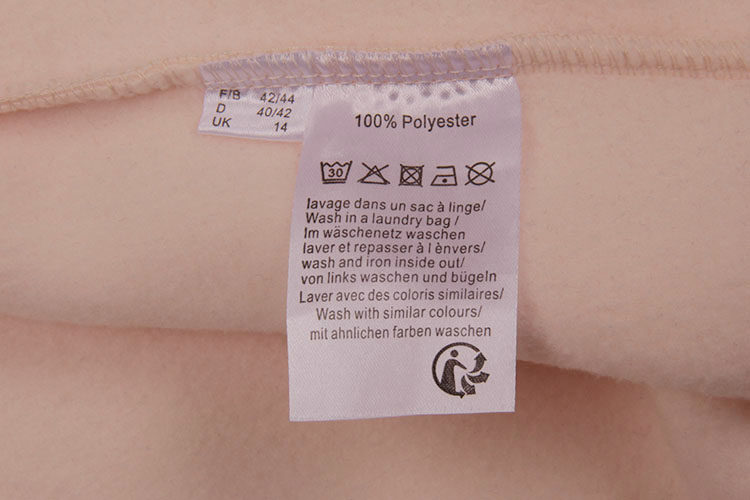 F/B 42/44
D 40/42
UK 14
100% Polyester
30
lavage dans un sac à linge/
Wash in a laundry bag/
Im wäschenetz waschen
laver et repasser à l ènvers/
wash and iron inside out/
von links waschen und bügeln
Laver avec des coloris similaires/
Wash with similar colours/
mit ahnlichen farben waschen